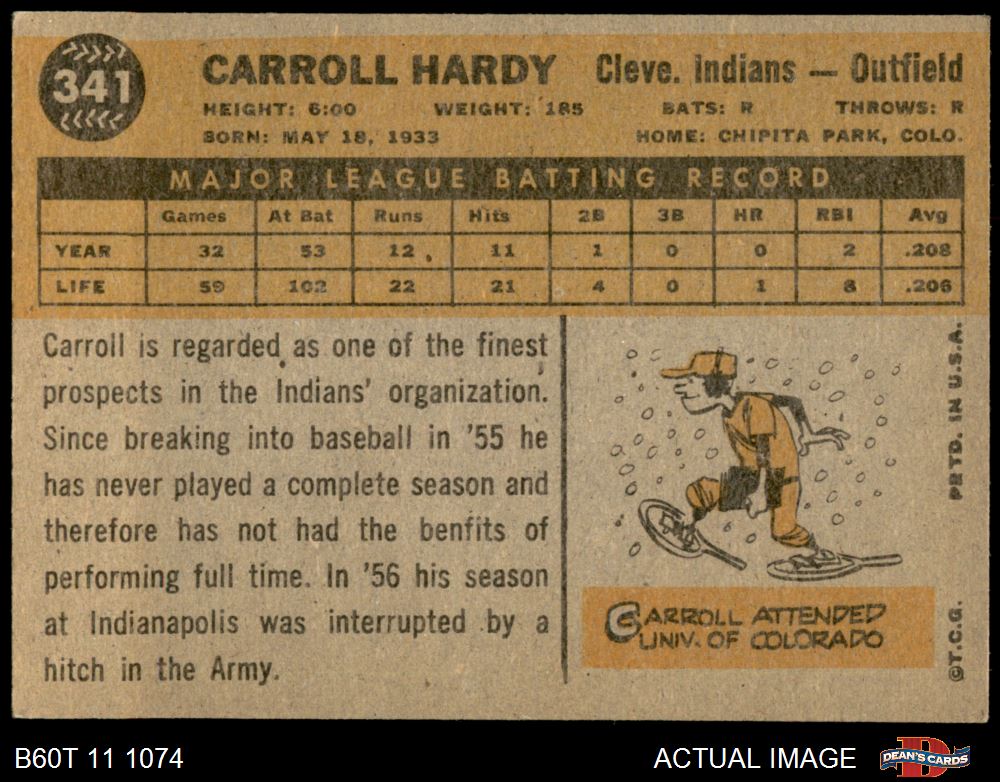 341
CARROLL HARDY Cleve. Indians — Outfield
HEIGHT: 6:00 WEIGHT: 185 BATS: R THROWS: R
BORN: MAY 18, 1933 HOME: CHIPITA PARK, COLO.
MAJOR LEAGUE BATTING RECORD
Games At Bat Runs Hits 2B 3B HR RBI Avg
YEAR 32 53 12 11 1 0 0 2 .208
LIFE 59 102 22 21 4 0 1 8 .206
Carroll is regarded as one of the finest
prospects in the Indians' organization.
Since breaking into baseball in '55 he
has never played a complete season and
therefore has not had the benfits of
performing full time. In '56 his season
at Indianapolis was interrupted by a
hitch in the Army.
CARROLL ATTENDED
UNIV. OF COLORADO
©T.C.G. PRTD. IN U.S.A.
B60T 11 1074 ACTUAL IMAGE DEAN'S CARDS